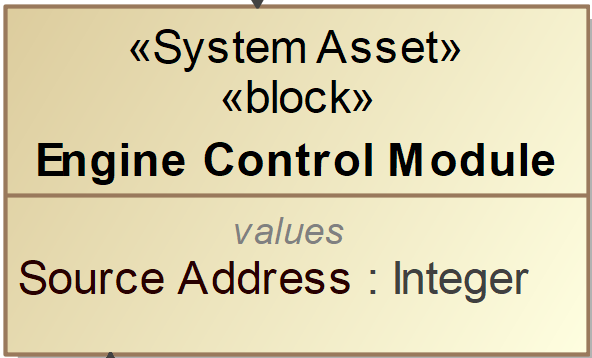 «System Asset»
«block»
Engine Control Module
values
Source Address : Integer